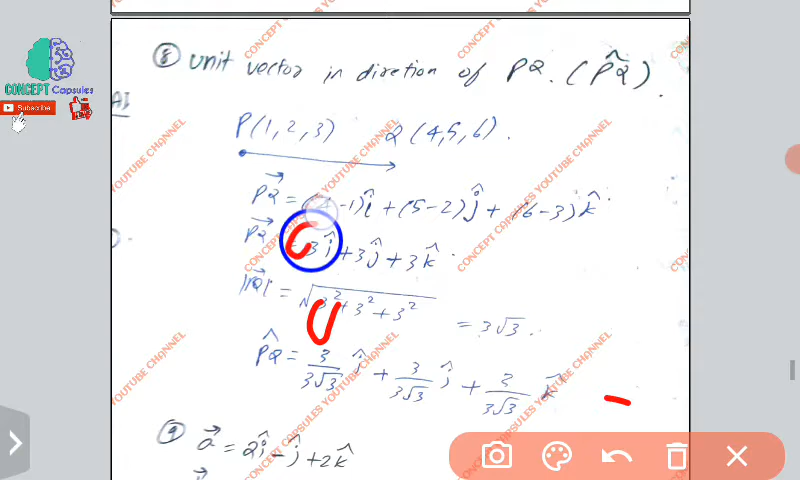 ⑧ unit vector in direction of PQ. (P̂Q).
CONCEPT Capsules
Subscribe
AI
P(1,2,3) Q(4,5,6).
PQ⃗ = (4-1)î + (5-2)ĵ + (6-3)k̂
PQ⃗ = 3î + 3ĵ + 3k̂.
|PQ⃗| = √3² + 3² + 3² = 3√3.
P̂Q = 3/3√3 î + 3/3√3 ĵ + 3/3√3 k̂
⑨ a⃗ = 2î - ĵ + 2k̂
CONCEPT CAPSULES YOUTUBE CHANNEL